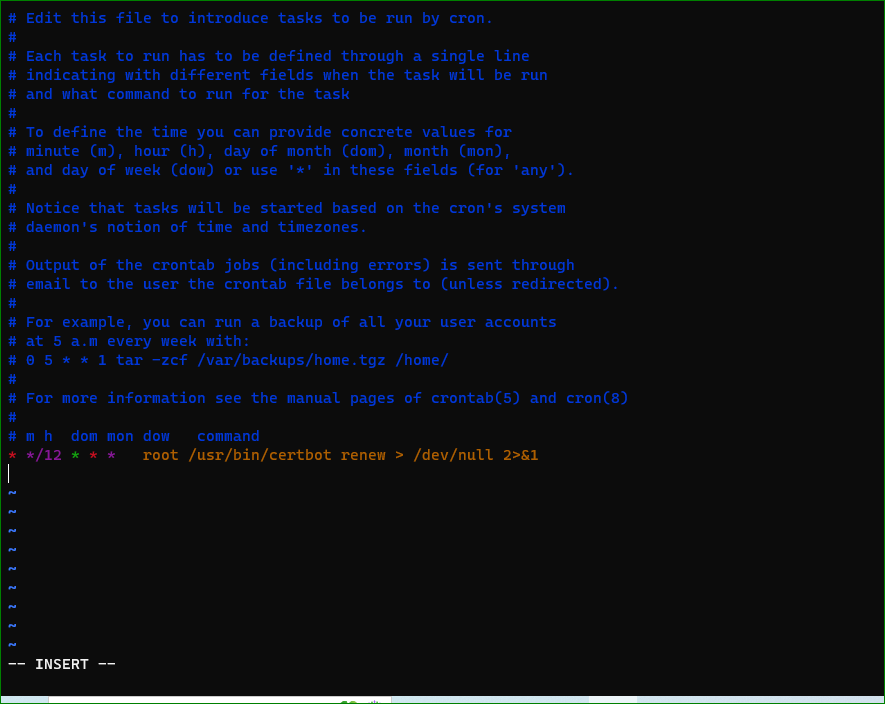 # Edit this file to introduce tasks to be run by cron.
#
# Each task to run has to be defined through a single line
# indicating with different fields when the task will be run
# and what command to run for the task
#
# To define the time you can provide concrete values for
# minute (m), hour (h), day of month (dom), month (mon),
# and day of week (dow) or use '*' in these fields (for 'any').
#
# Notice that tasks will be started based on the cron's system
# daemon's notion of time and timezones.
#
# Output of the crontab jobs (including errors) is sent through
# email to the user the crontab file belongs to (unless redirected).
#
# For example, you can run a backup of all your user accounts
# at 5 a.m every week with:
# 0 5 * * 1 tar -zcf /var/backups/home.tgz /home/
#
# For more information see the manual pages of crontab(5) and cron(8)
#
# m h  dom mon dow   command
* */12 * * *   root /usr/bin/certbot renew > /dev/null 2>&1
~
~
~
~
~
~
~
~
~
-- INSERT --